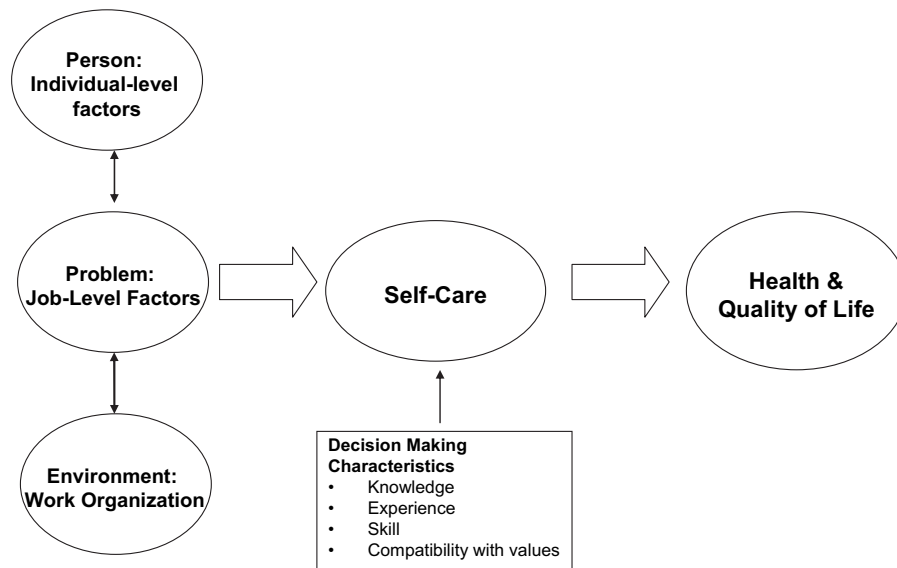 Person:
Individual-level
factors
Problem:
Job-Level Factors
Self-Care
Health &
Quality of Life
Environment:
Work Organization
Decision Making
Characteristics
• Knowledge
• Experience
• Skill
• Compatibility with values